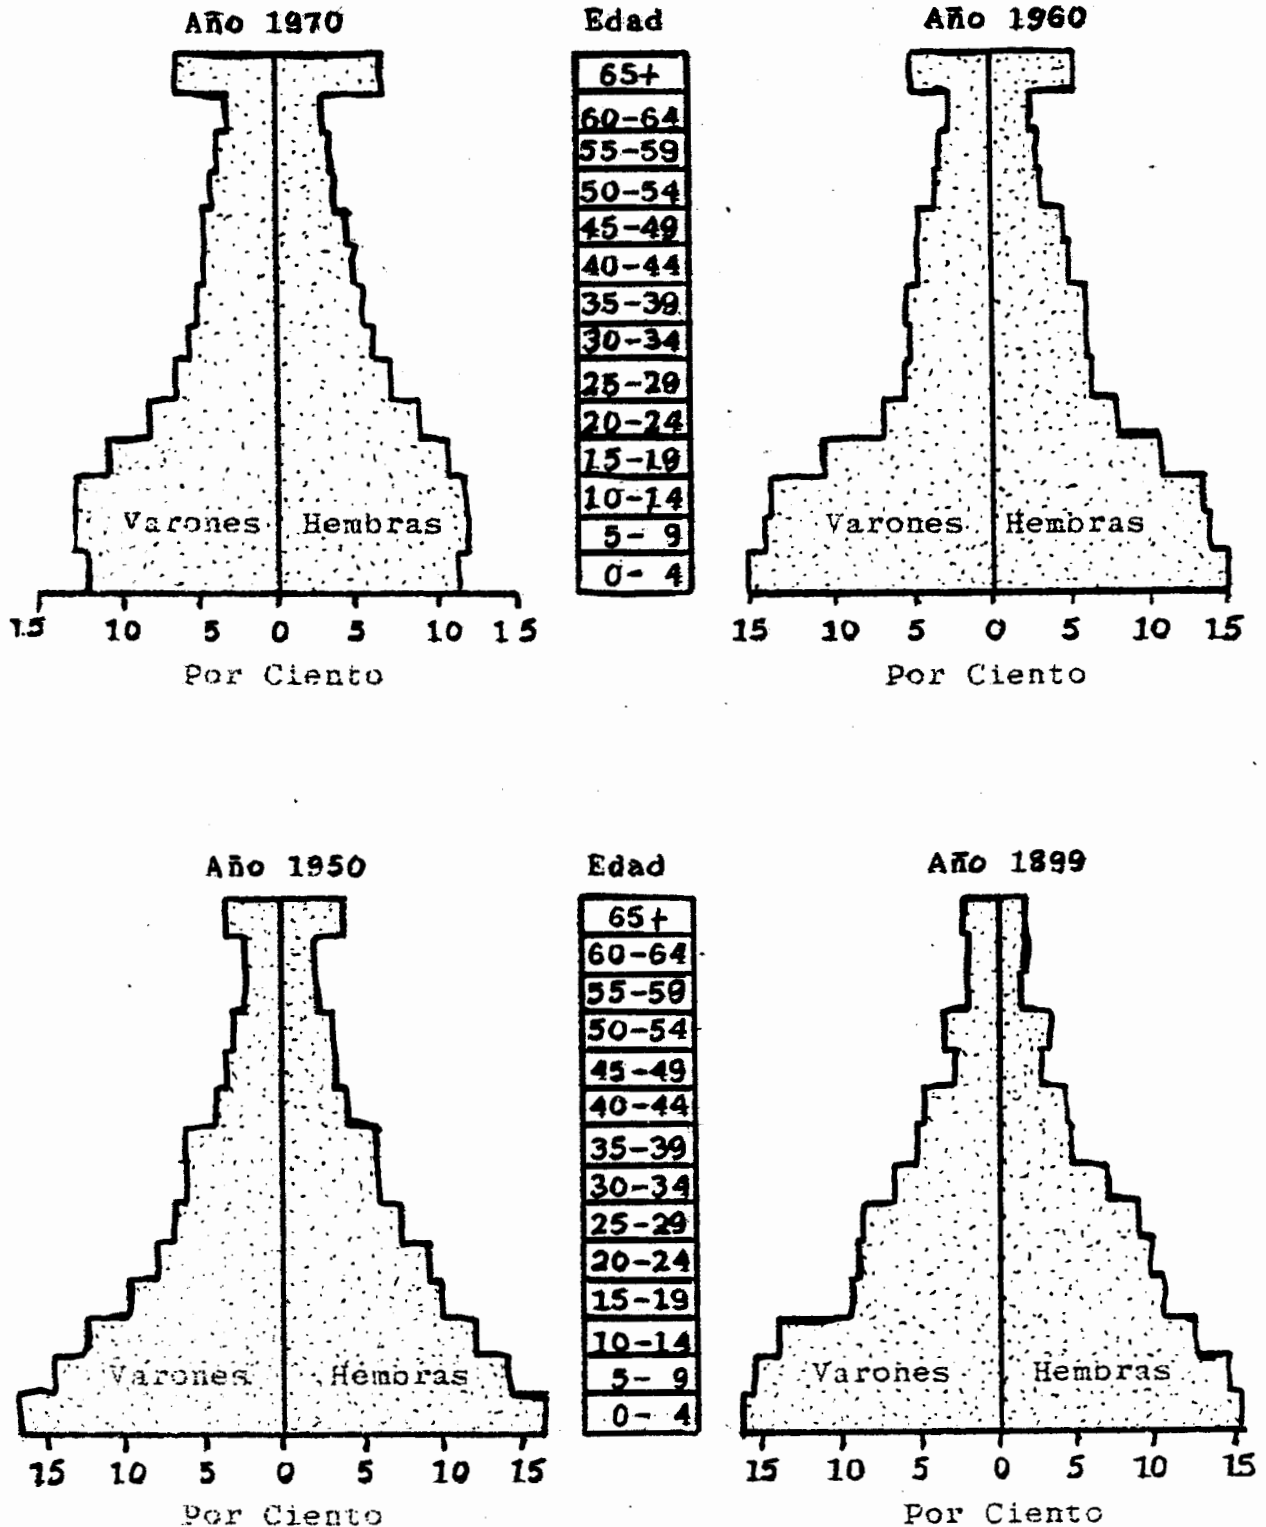 Año 1970 Edad Año 1960
65+
60-64
55-59
50-54
45-49
40-44
35-39
30-34
25-29
20-24
15-19
10-14
5- 9
0- 4
Varones Hembras
Varones Hembras
15 10 5 0 5 10 15
15 10 5 0 5 10 15
Por Ciento Por Ciento
Año 1950 Edad Año 1899
65+
60-64
55-59
50-54
45-49
40-44
35-39
30-34
25-29
20-24
15-19
10-14
5- 9
0- 4
Varones Hembras
Varones Hembras
15 10 5 0 5 10 15
15 10 5 0 5 10 15
Por Ciento Por Ciento